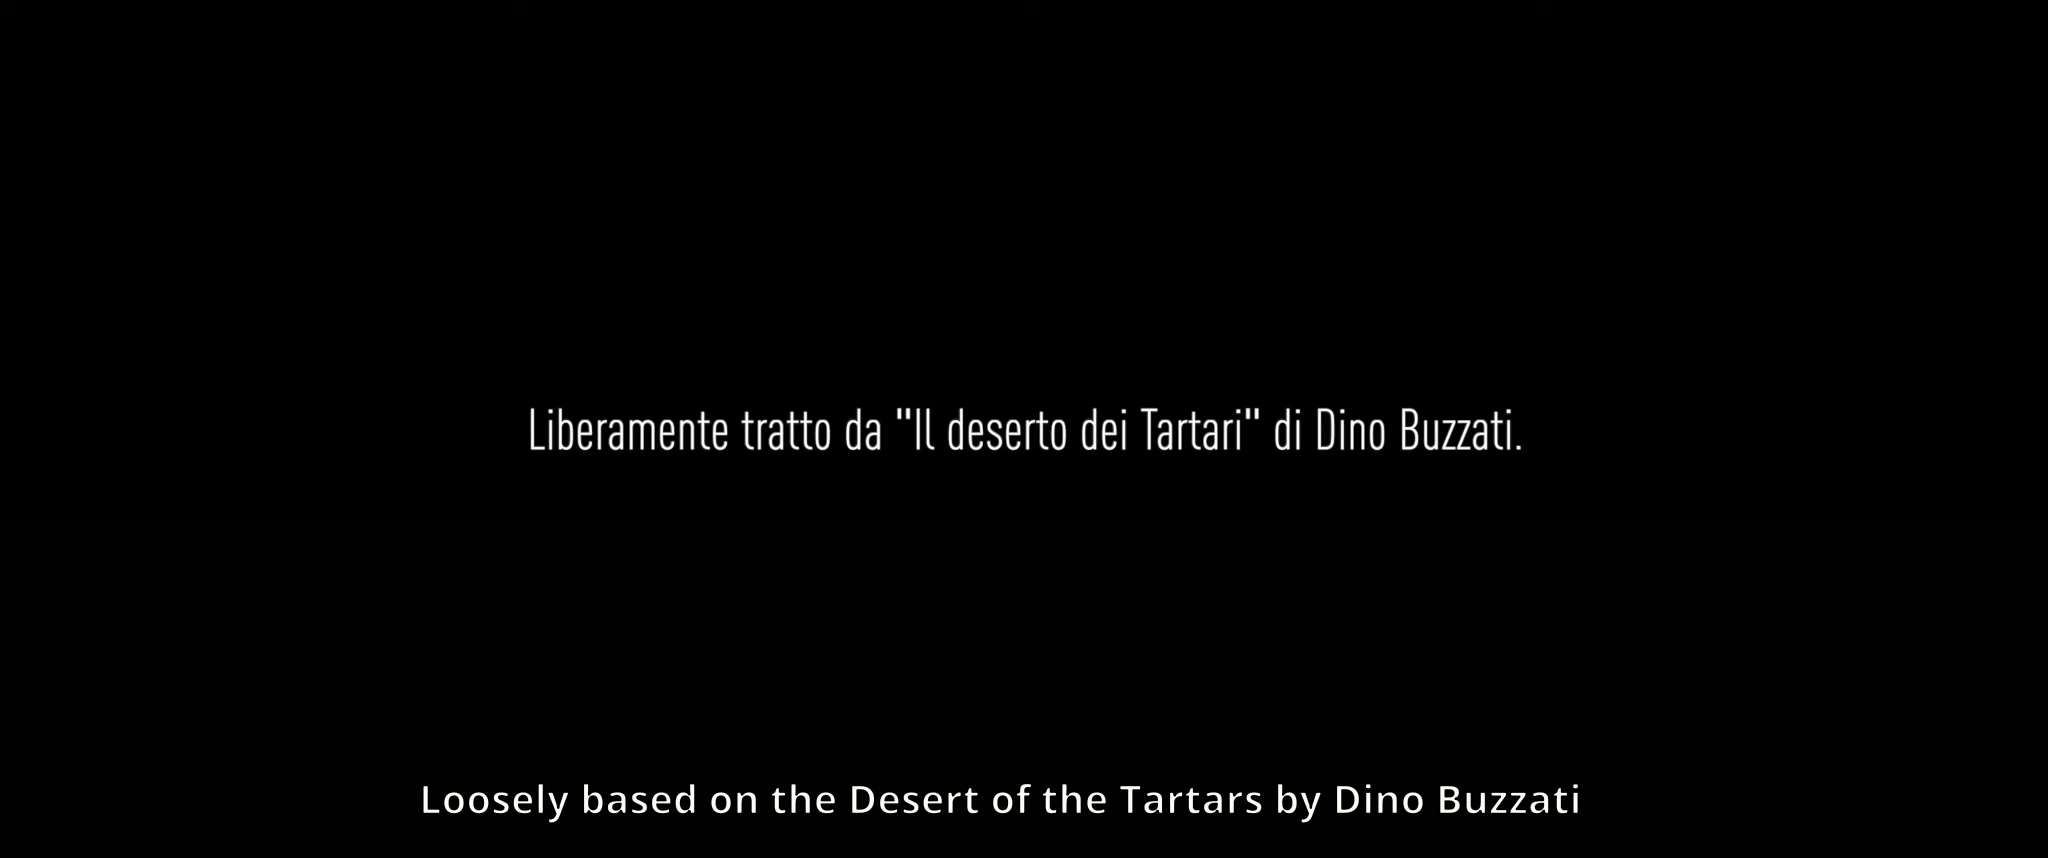 Liberamente tratto da "Il deserto dei Tartari" di Dino Buzzati.
Loosely based on the Desert of the Tartars by Dino Buzzati